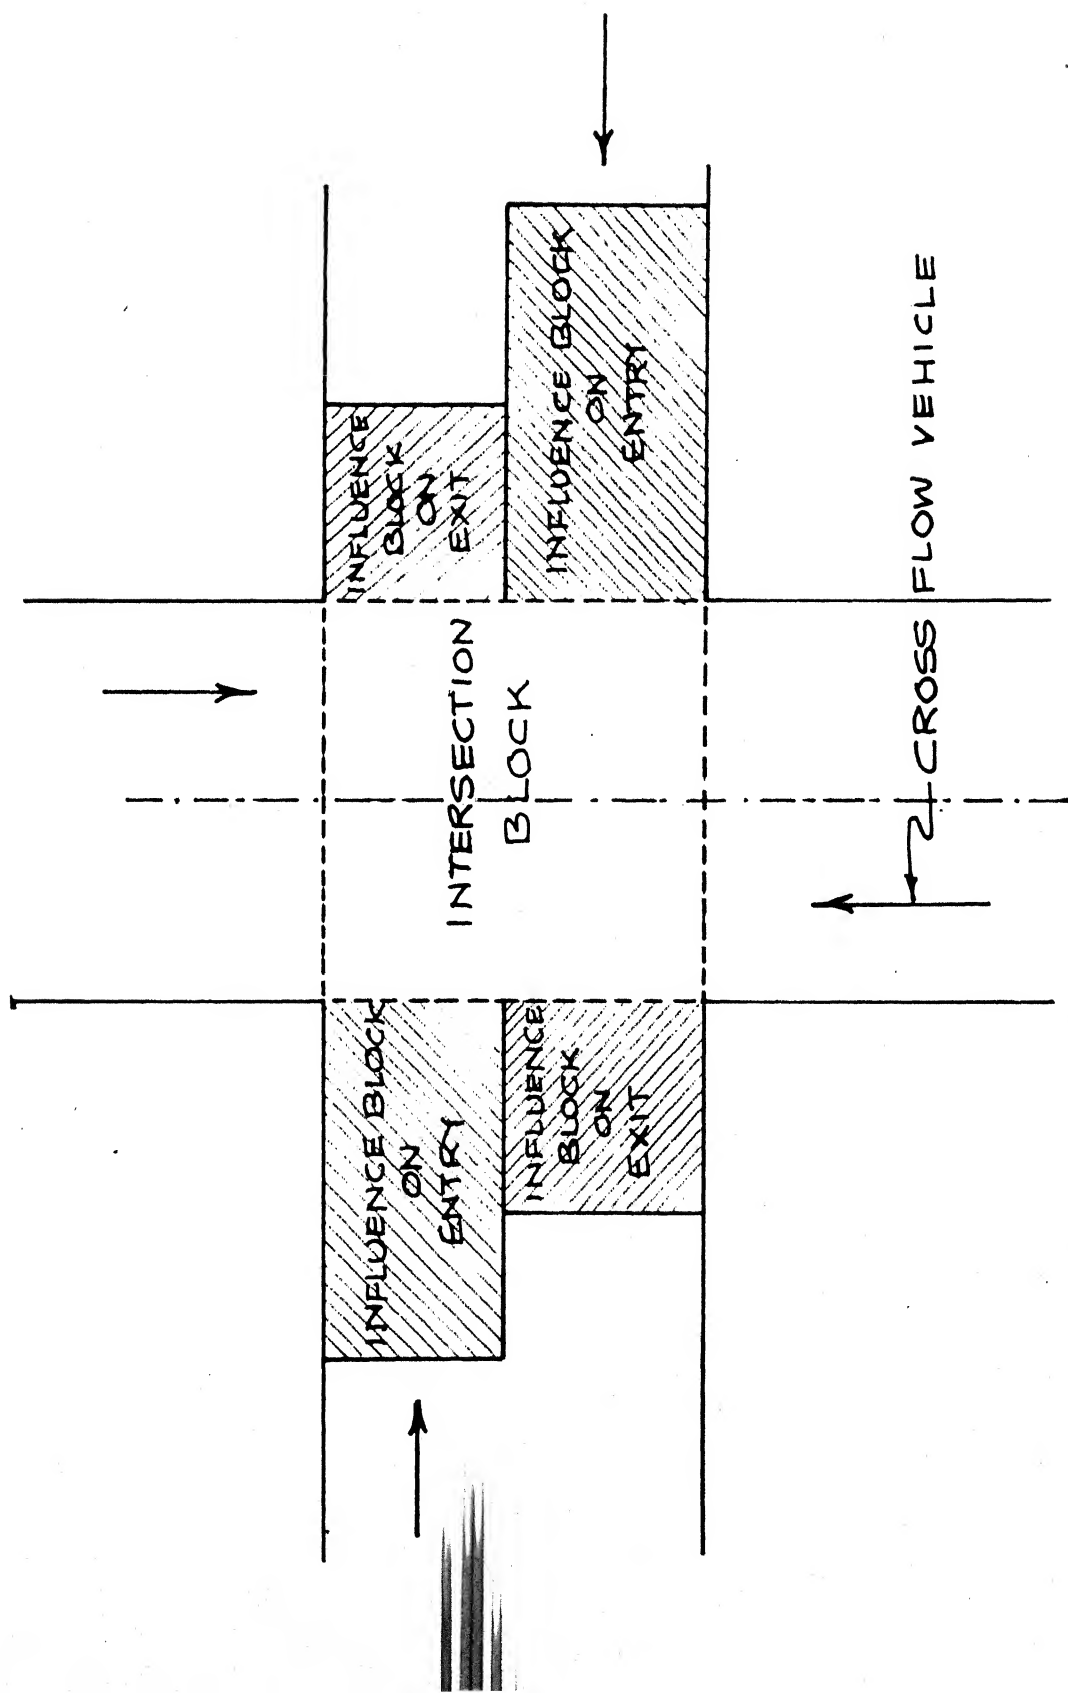 INFLUENCE BLOCK
ON
ENTRY
INFLUENCE
BLOCK
ON
EXIT
INTERSECTION
BLOCK
INFLUENCE
BLOCK
ON
EXIT
INFLUENCE BLOCK
ON
ENTRY
CROSS FLOW VEHICLE